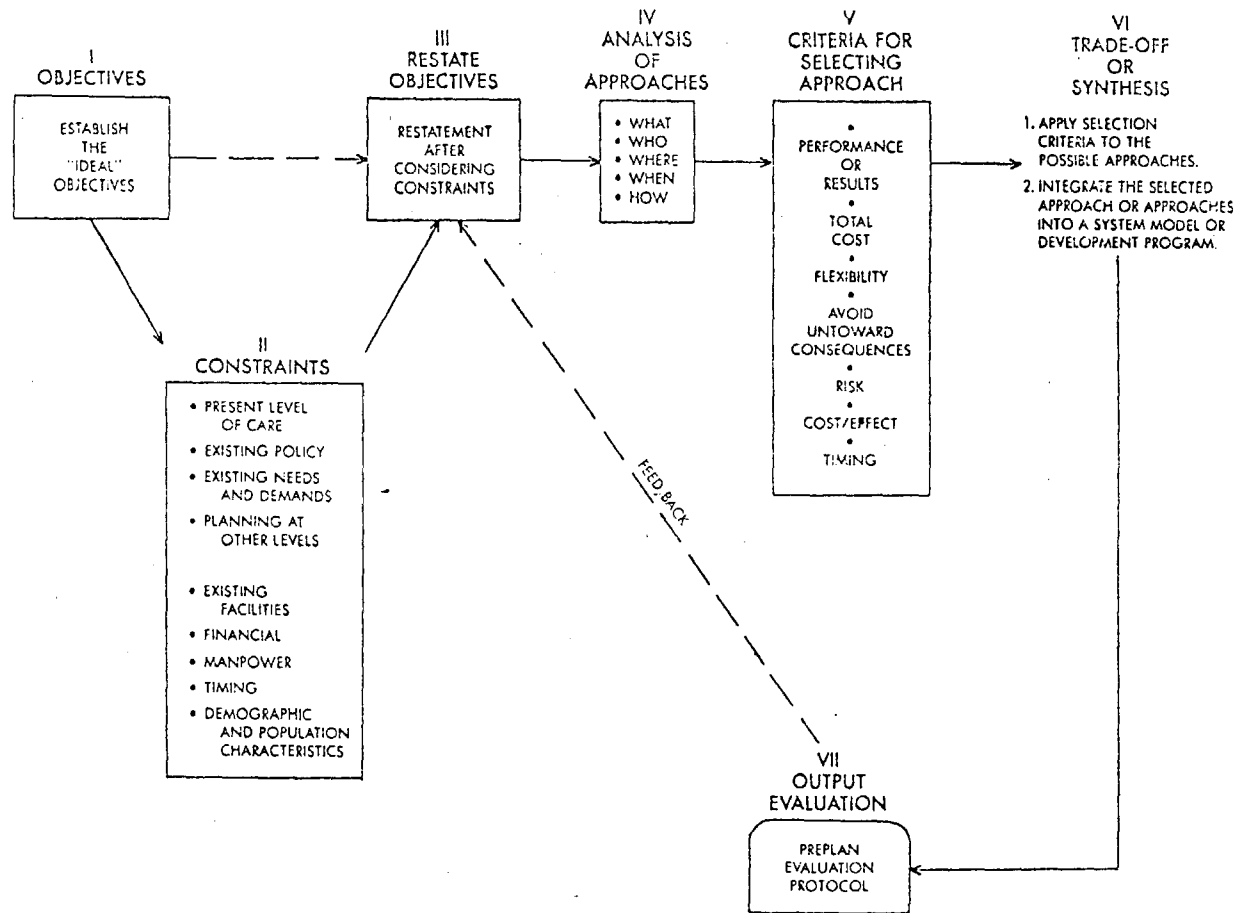 I
OBJECTIVES
ESTABLISH
THE
"IDEAL"
OBJECTIVES
II
CONSTRAINTS
• PRESENT LEVEL
OF CARE
• EXISTING POLICY
• EXISTING NEEDS
AND DEMANDS
• PLANNING AT
OTHER LEVELS
• EXISTING
FACILITIES
• FINANCIAL
• MANPOWER
• TIMING
• DEMOGRAPHIC
AND POPULATION
CHARACTERISTICS
III
RESTATE
OBJECTIVES
RESTATEMENT
AFTER
CONSIDERING
CONSTRAINTS
IV
ANALYSIS
OF
APPROACHES
• WHAT
• WHO
• WHERE
• WHEN
• HOW
V
CRITERIA FOR
SELECTING
APPROACH
•
PERFORMANCE
OR
RESULTS
•
TOTAL
COST
•
FLEXIBILITY
•
AVOID
UNTOWARD
CONSEQUENCES
•
RISK
•
COST/EFFECT
•
TIMING
VI
TRADE-OFF
OR
SYNTHESIS
1. APPLY SELECTION
CRITERIA TO THE
POSSIBLE APPROACHES.
2. INTEGRATE THE SELECTED
APPROACH OR APPROACHES
INTO A SYSTEM MODEL OR
DEVELOPMENT PROGRAM.
VII
OUTPUT
EVALUATION
PREPLAN
EVALUATION
PROTOCOL
FEED BACK